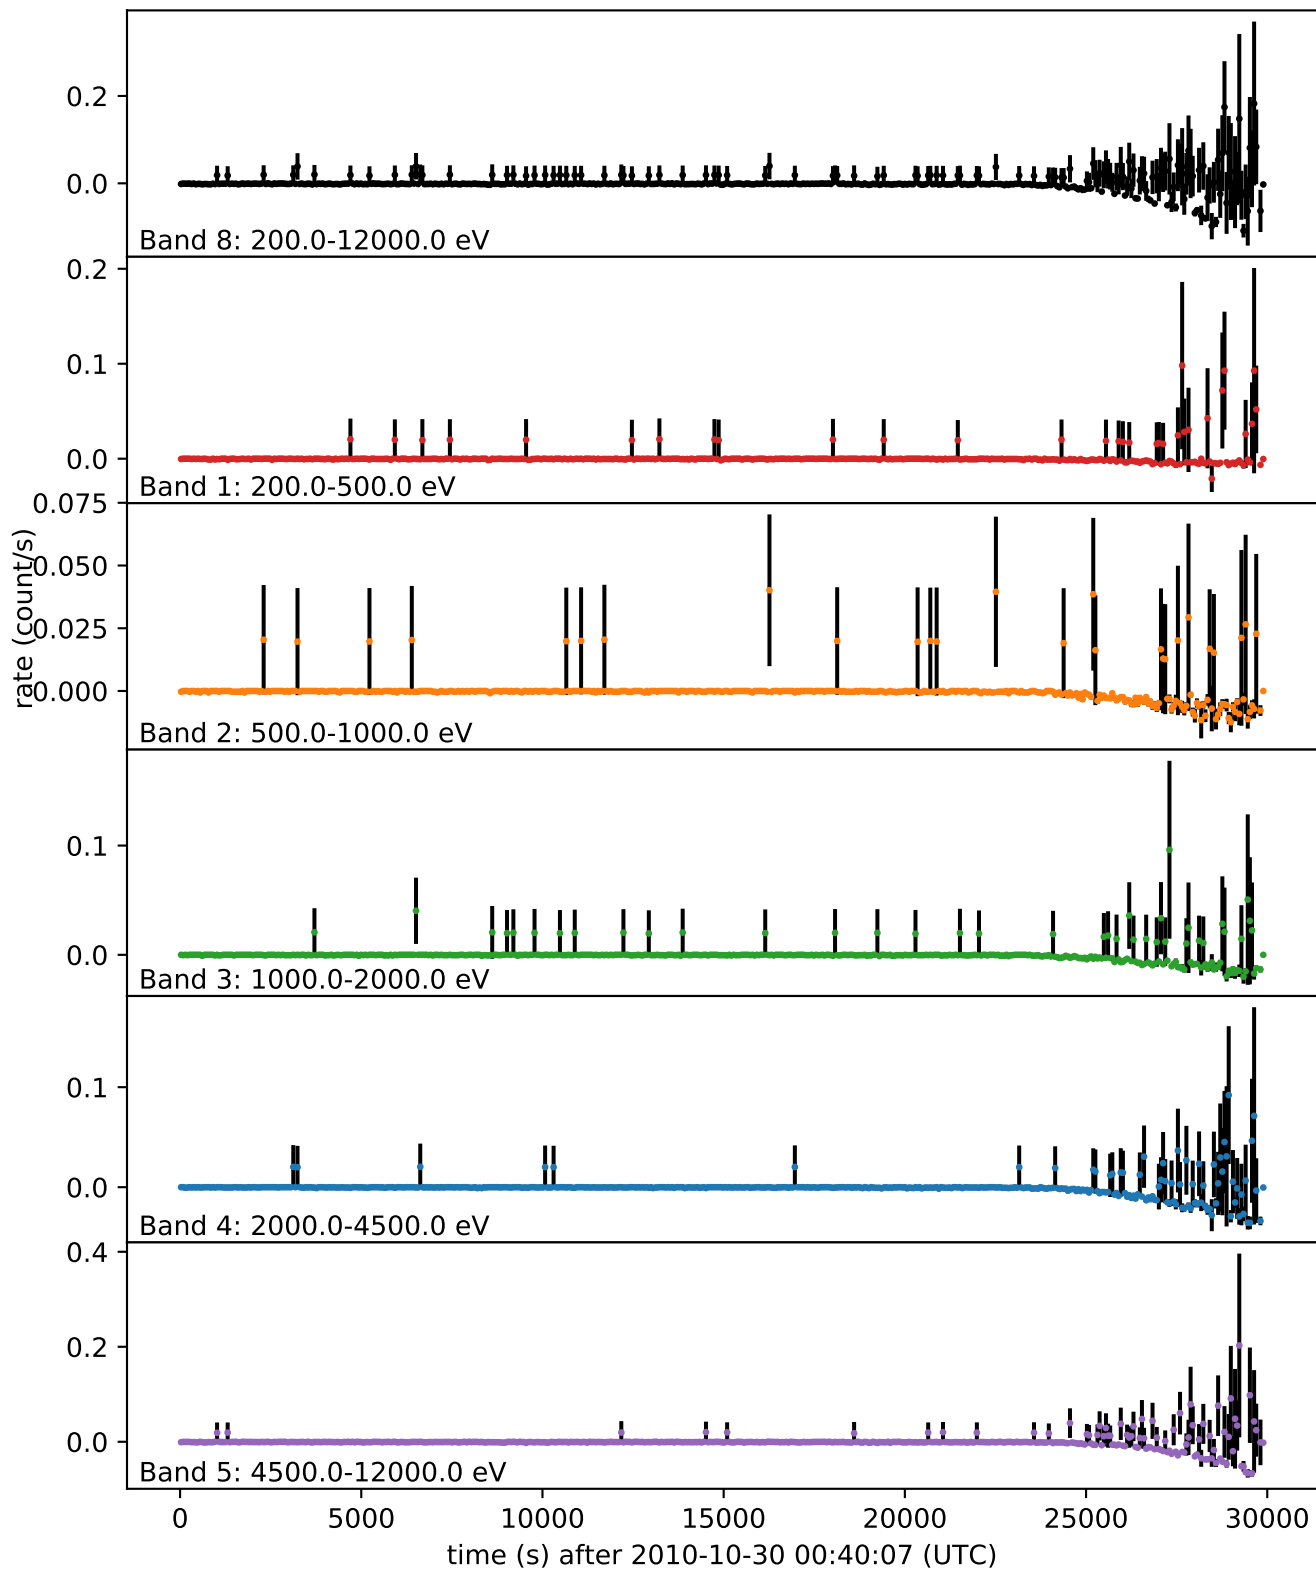 0.2
0.0
Band 8: 200.0-12000.0 eV
0.2
0.1
0.0
Band 1: 200.0-500.0 eV
rate (count/s)
0.075
0.050
0.025
0.000
Band 2: 500.0-1000.0 eV
0.1
0.0
Band 3: 1000.0-2000.0 eV
0.1
0.0
Band 4: 2000.0-4500.0 eV
0.4
0.2
0.0
Band 5: 4500.0-12000.0 eV
0 5000 10000 15000 20000 25000 30000
time (s) after 2010-10-30 00:40:07 (UTC)